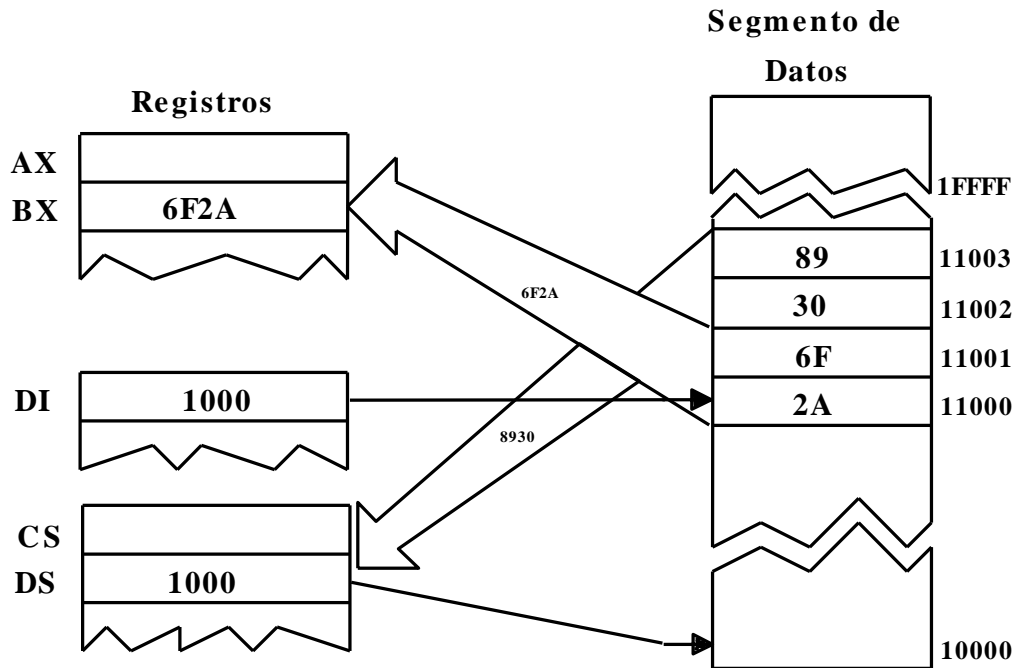 Segmento de
Datos
Registros
AX
BX
6F2A
1FFFF
89
11003
6F2A
30
11002
6F
11001
DI
1000
2A
11000
8930
CS
DS
1000
10000